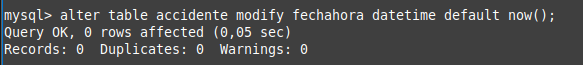 mysql> alter table accidente modify fechahora datetime default now();
Query OK, 0 rows affected (0,05 sec)
Records: 0  Duplicates: 0  Warnings: 0